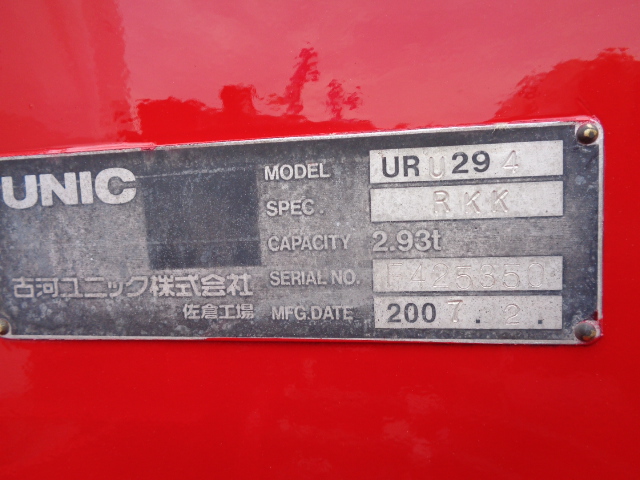 UNIC
MODEL URU294
SPEC. RKK
CAPACITY 2.93t
古河ユニック株式会社
SERIAL NO. F425350
佐倉工場
MFG.DATE 2007.2.